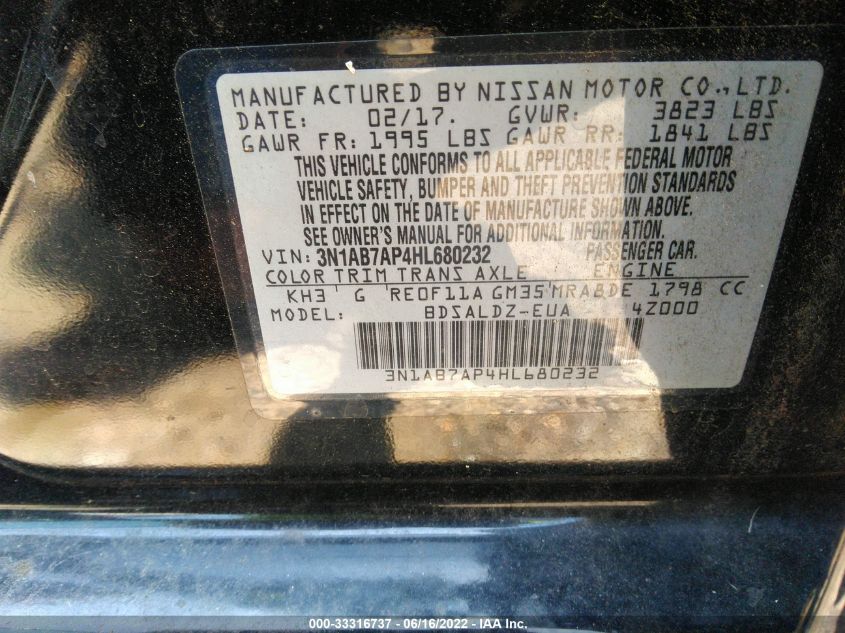 MANUFACTURED BY NISSAN MOTOR CO., LTD.
DATE: 02/17. GVWR: 3823 LBS
GAWR FR: 1995 LBS GAWR RR: 1841 LBS
THIS VEHICLE CONFORMS TO ALL APPLICABLE FEDERAL MOTOR
VEHICLE SAFETY, BUMPER AND THEFT PREVENTION STANDARDS
IN EFFECT ON THE DATE OF MANUFACTURE SHOWN ABOVE.
SEE OWNER'S MANUAL FOR ADDITIONAL INFORMATION.
VIN: 3N1AB7AP4HL680232 PASSENGER CAR.
COLOR TRIM TRANS AXLE ENGINE
KH3 G RE0F11A GM35 MRA8DE 1798 CC
MODEL: BDSALDZ-EUA 4Z000
3N1AB7AP4HL680232
000-33316737 - 06/16/2022 - IAA Inc.